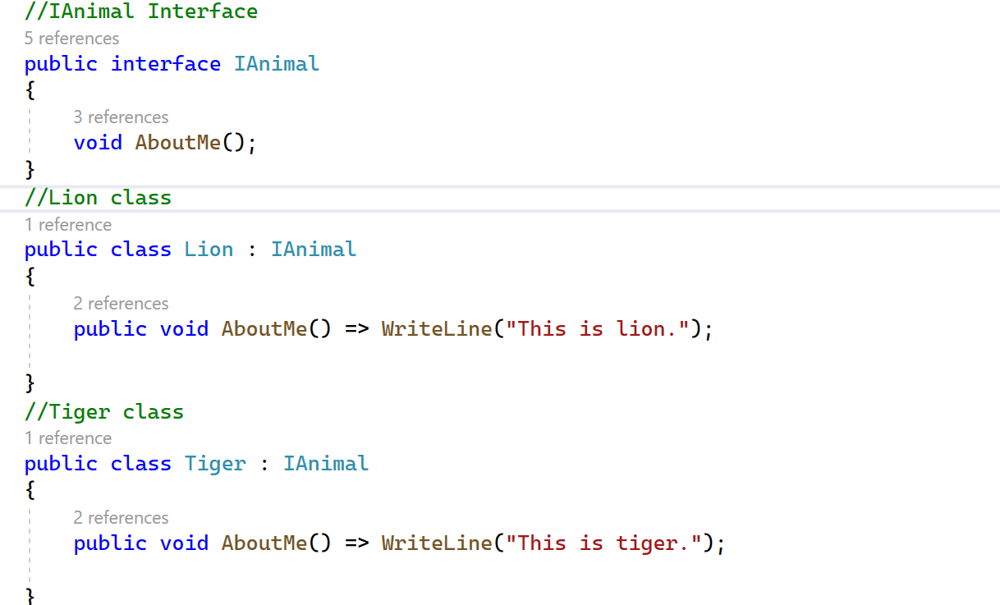 //IAnimal Interface
5 references
public interface IAnimal
{
3 references
void AboutMe();
}
//Lion class
1 reference
public class Lion : IAnimal
{
2 references
public void AboutMe() => WriteLine("This is lion.");
}
//Tiger class
1 reference
public class Tiger : IAnimal
{
2 references
public void AboutMe() => WriteLine("This is tiger.");
}